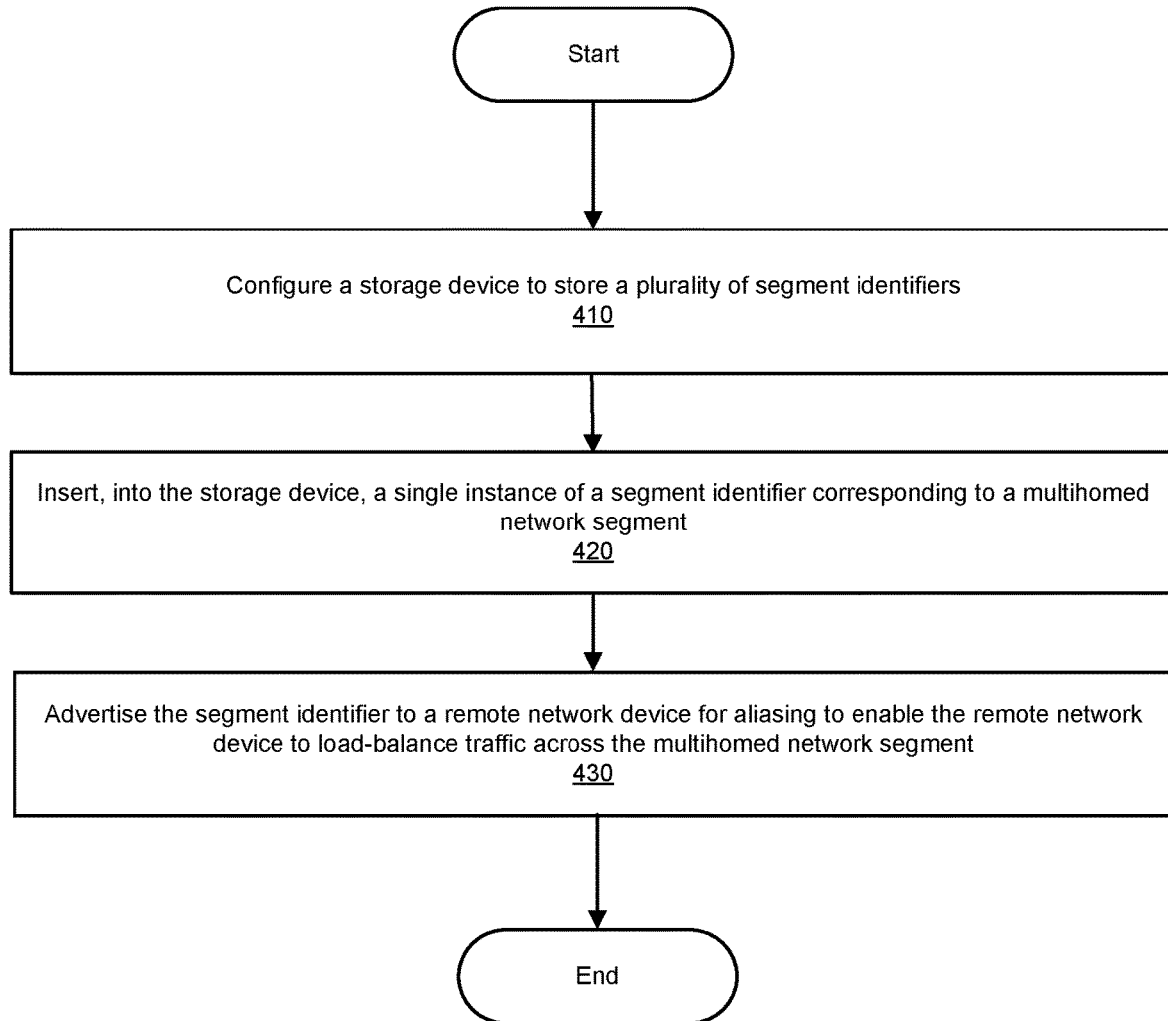 Start
Configure a storage device to store a plurality of segment identifiers
410
Insert, into the storage device, a single instance of a segment identifier corresponding to a multihomed
network segment
420
Advertise the segment identifier to a remote network device for aliasing to enable the remote network
device to load-balance traffic across the multihomed network segment
430
End